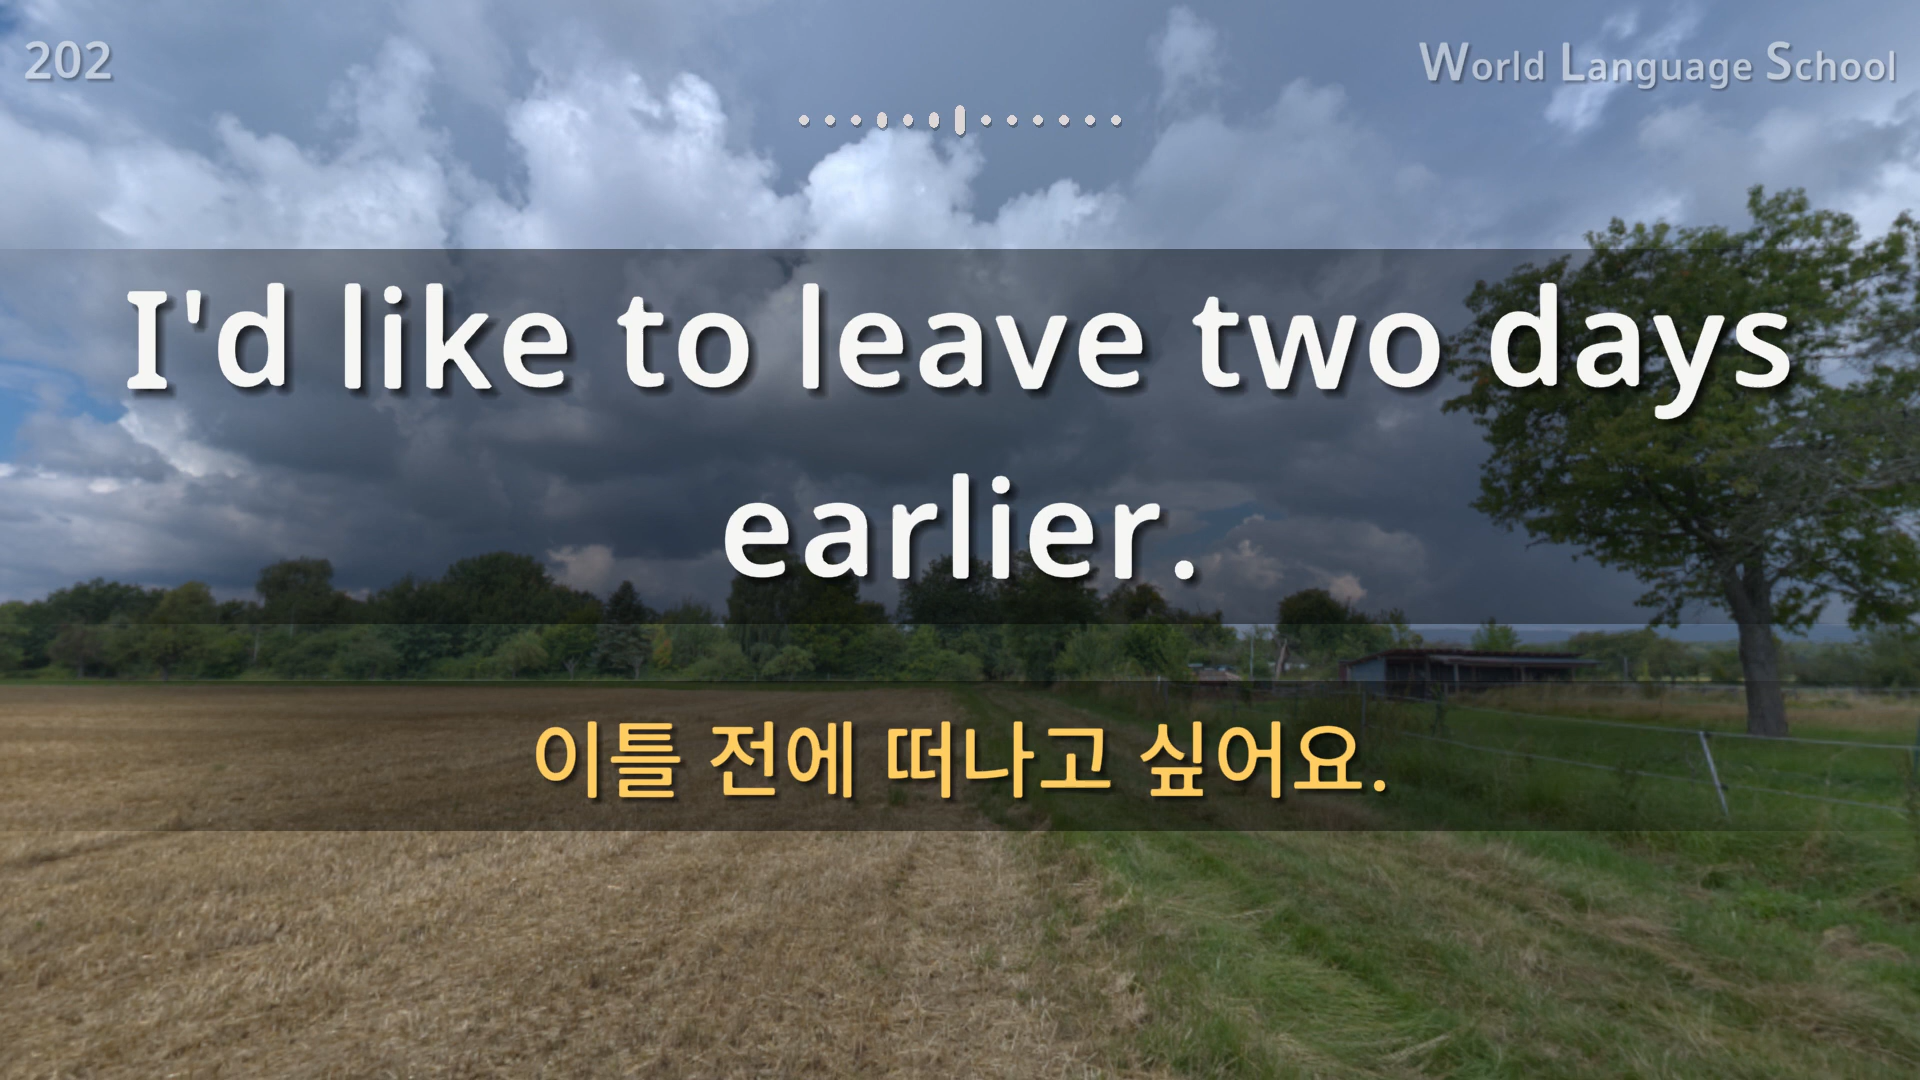 202
World Language School
I'd like to leave two days
earlier.
이틀 전에 떠나고 싶어요.